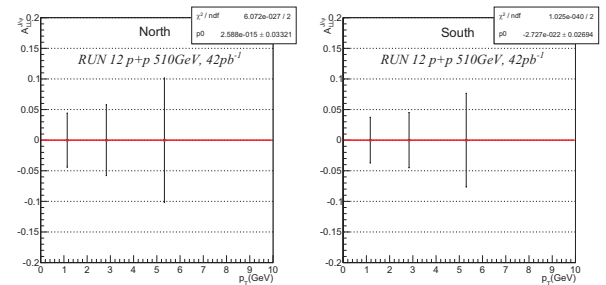 χ² / ndf 6.072e-027 / 2
p0 2.588e-015 ± 0.03321
North
RUN 12 p+p 510GeV, 42pb⁻¹
A_LL^J/ψ
0.2
0.15
0.1
0.05
0
-0.05
-0.1
-0.15
-0.2
0 1 2 3 4 5 6 7 8 9 10
p_T(GeV)
χ² / ndf 1.025e-040 / 2
p0 -2.727e-022 ± 0.02694
South
RUN 12 p+p 510GeV, 42pb⁻¹
A_LL^J/ψ
0.2
0.15
0.1
0.05
0
-0.05
-0.1
-0.15
-0.2
0 1 2 3 4 5 6 7 8 9 10
p_T(GeV)